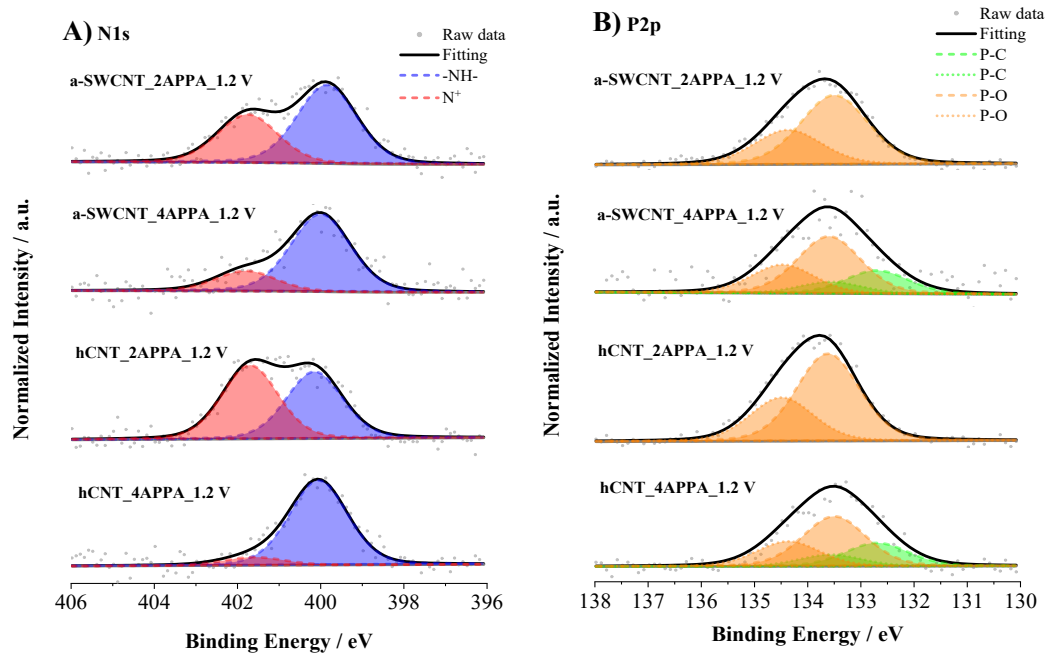 A) N1s
Raw data
Fitting
-NH-
N⁺
a-SWCNT_2APPA_1.2 V
a-SWCNT_4APPA_1.2 V
hCNT_2APPA_1.2 V
hCNT_4APPA_1.2 V
Normalized Intensity / a.u.
406 404 402 400 398 396
Binding Energy / eV
B) P2p
Raw data
Fitting
P-C
P-C
P-O
P-O
a-SWCNT_2APPA_1.2 V
a-SWCNT_4APPA_1.2 V
hCNT_2APPA_1.2 V
hCNT_4APPA_1.2 V
Normalized Intensity / a.u.
138 137 136 135 134 133 132 131 130
Binding Energy / eV